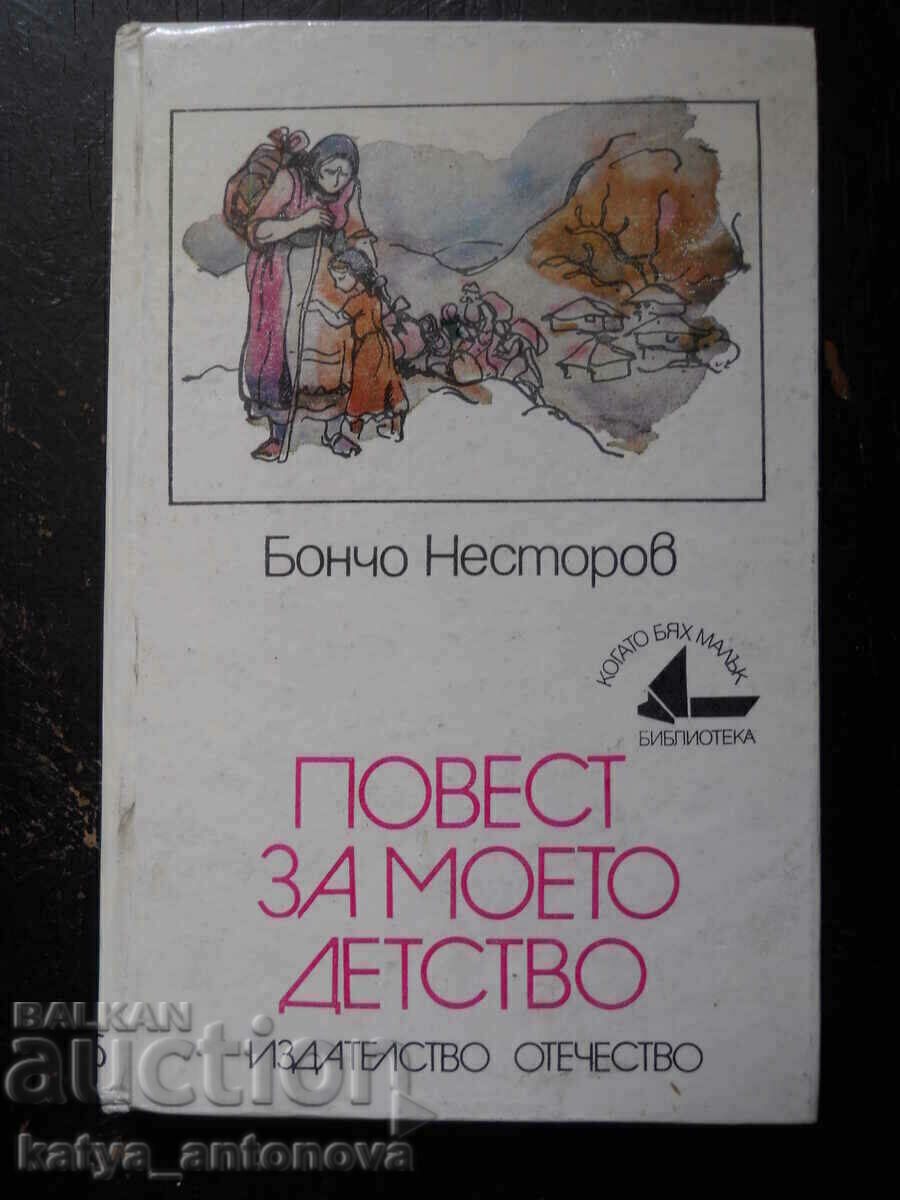 Бончо Несторов
КОГАТО БЯХ МАЛЪК
БИБЛИОТЕКА
ПОВЕСТ
ЗА МОЕТО
ДЕТСТВО
ИЗДАТЕЛСТВО ОТЕЧЕСТВО
BALKAN
auction
katya_antonova